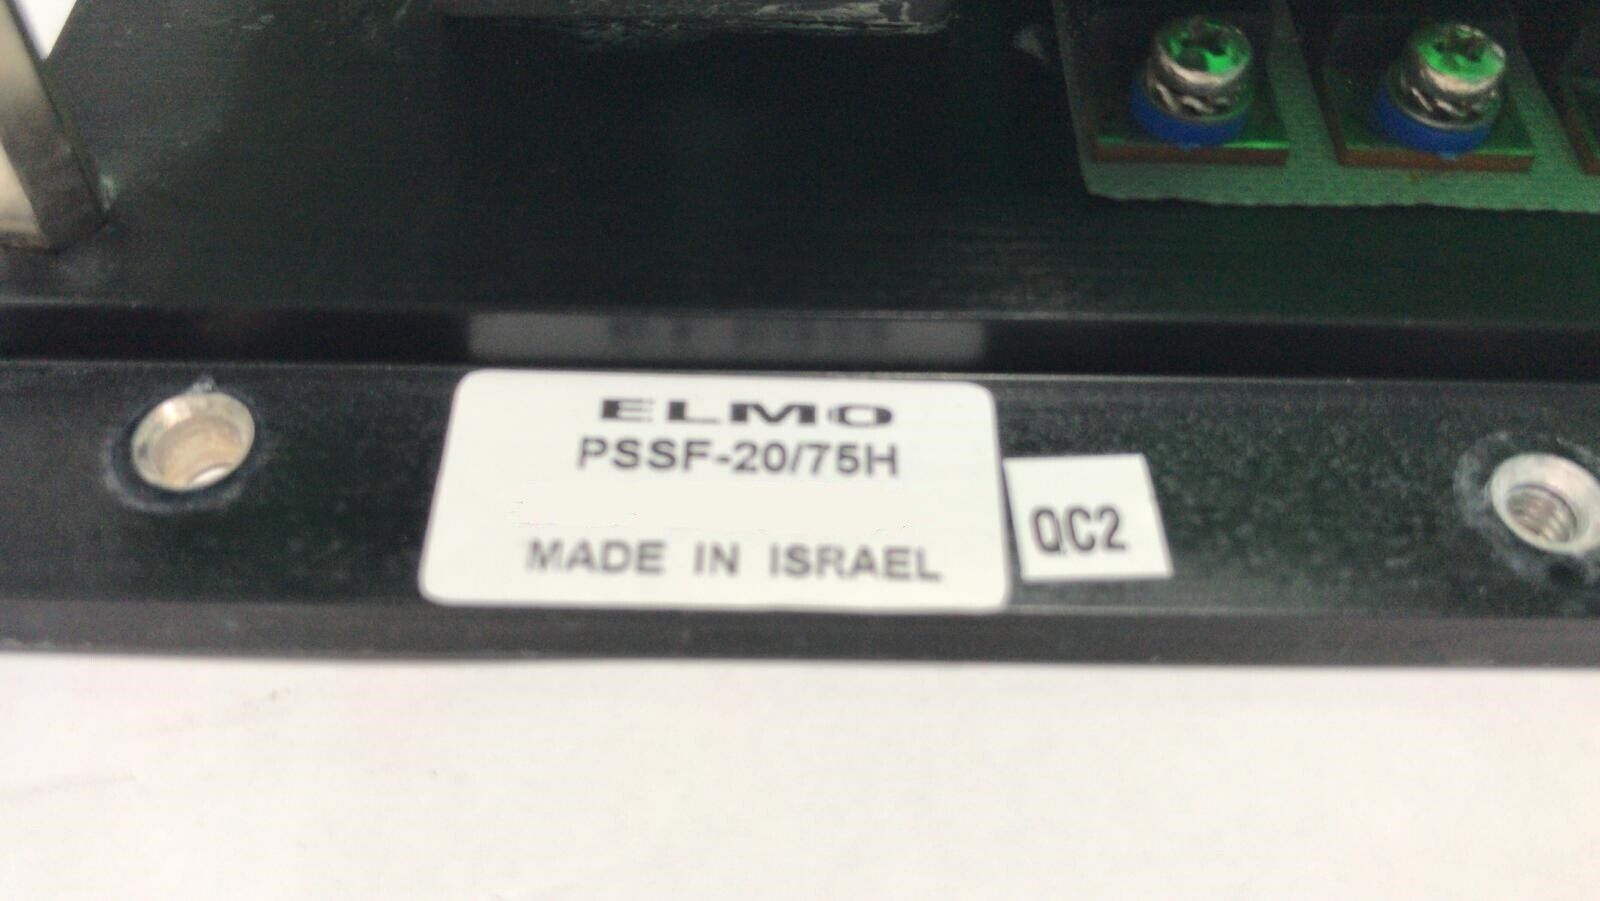 ELMO
PSSF-20/75H
MADE IN ISRAEL
QC2